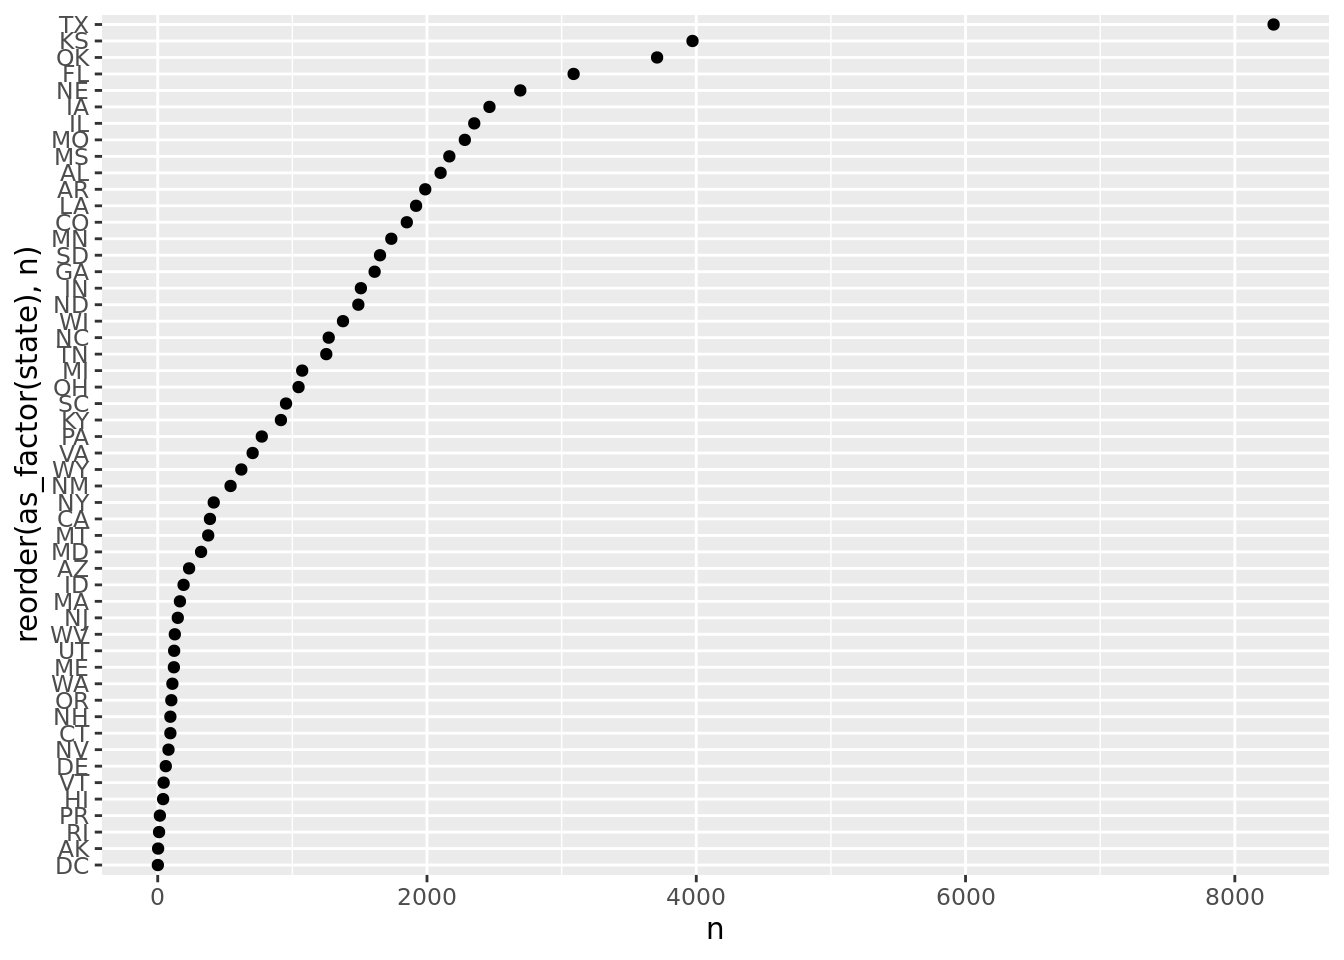 TX
KS
OK
FL
NE
IA
IL
MO
MS
AL
AR
LA
CO
MN
SD
GA
IN
ND
WI
NC
TN
MI
OH
SC
KY
PA
VA
WY
NM
NY
CA
MT
MD
AZ
ID
MA
NJ
WV
UT
ME
WA
OR
NH
CT
NV
DE
VT
HI
PR
RI
AK
DC
reorder(as_factor(state), n)
0 2000 4000 6000 8000
n